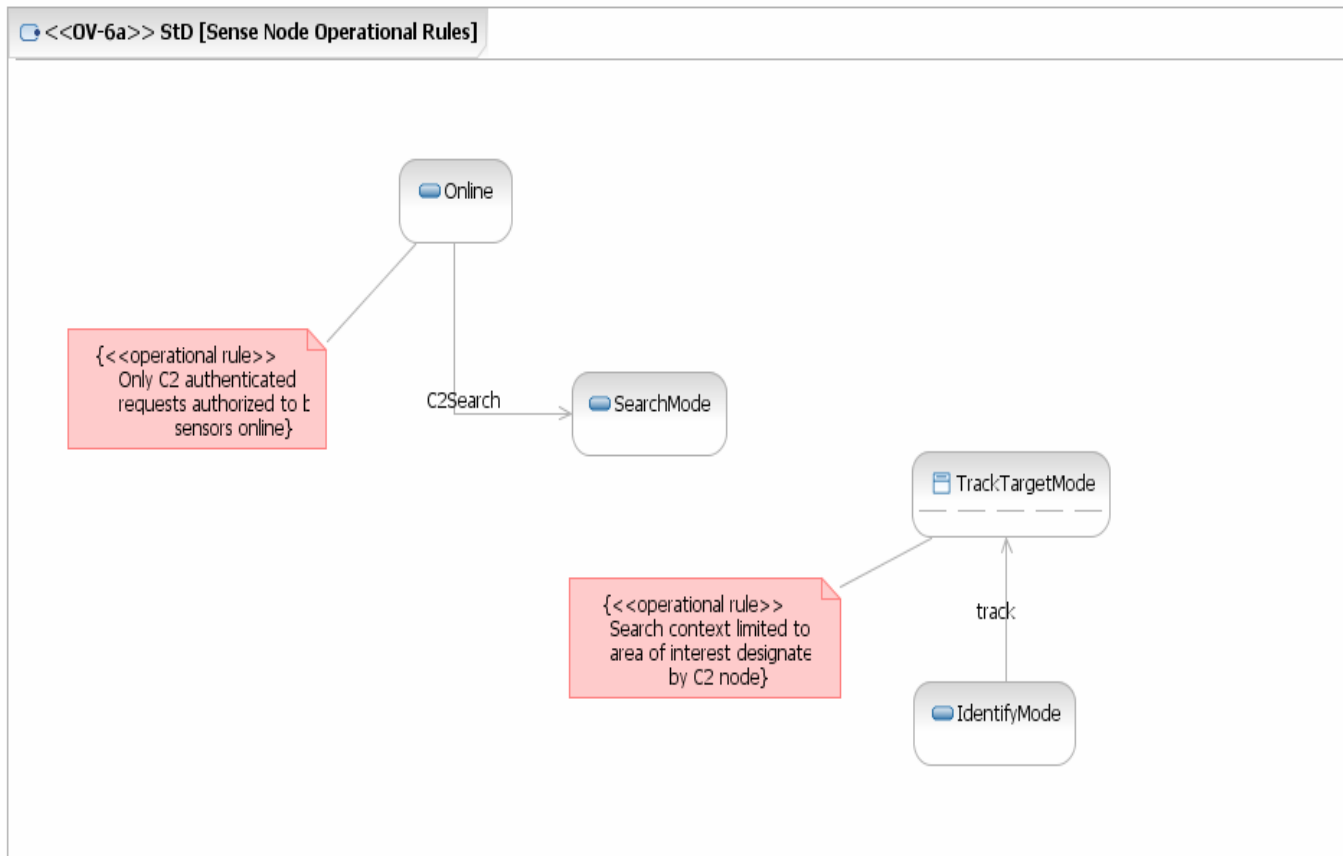 <<OV-6a>> StD [Sense Node Operational Rules]
Online
{<<operational rule>>
Only C2 authenticated
requests authorized to b
sensors online}
C2Search
SearchMode
TrackTargetMode
{<<operational rule>>
Search context limited to
area of interest designate
by C2 node}
track
IdentifyMode